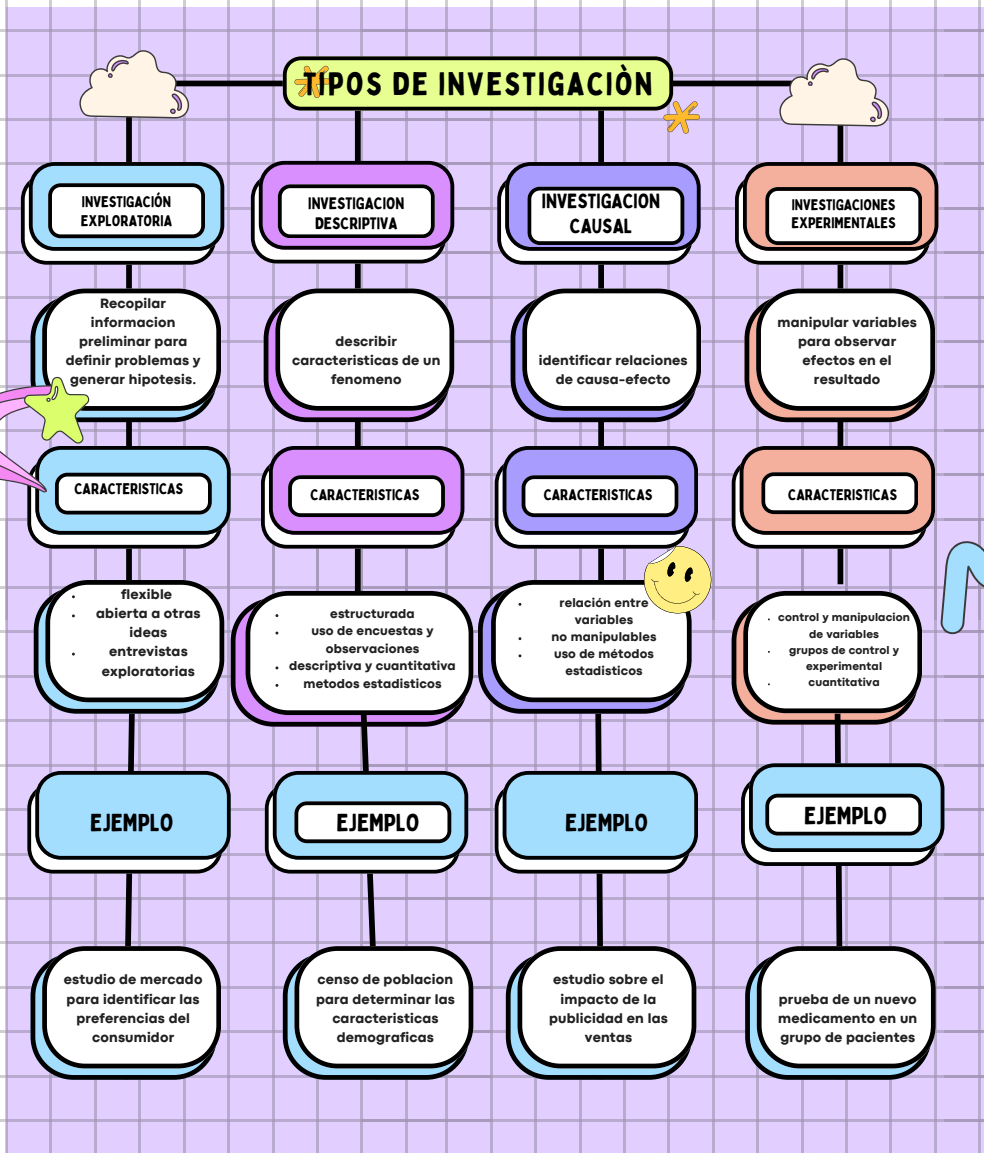 TIPOS DE INVESTIGACIÒN
INVESTIGACIÓN
EXPLORATORIA
Recopilar
informacion
preliminar para
definir problemas y
generar hipotesis.
CARACTERISTICAS
• flexible
• abierta a otras
ideas
• entrevistas
exploratorias
EJEMPLO
estudio de mercado
para identificar las
preferencias del
consumidor
INVESTIGACION
DESCRIPTIVA
describir
caracteristicas de un
fenomeno
CARACTERISTICAS
• estructurada
• uso de encuestas y
observaciones
• descriptiva y cuantitativa
• metodos estadisticos
EJEMPLO
censo de poblacion
para determinar las
caracteristicas
demograficas
INVESTIGACION
CAUSAL
identificar relaciones
de causa-efecto
CARACTERISTICAS
• relación entre
variables
• no manipulables
• uso de métodos
estadisticos
EJEMPLO
estudio sobre el
impacto de la
publicidad en las
ventas
INVESTIGACIONES
EXPERIMENTALES
manipular variables
para observar
efectos en el
resultado
CARACTERISTICAS
• control y manipulacion
de variables
• grupos de control y
experimental
• cuantitativa
EJEMPLO
prueba de un nuevo
medicamento en un
grupo de pacientes